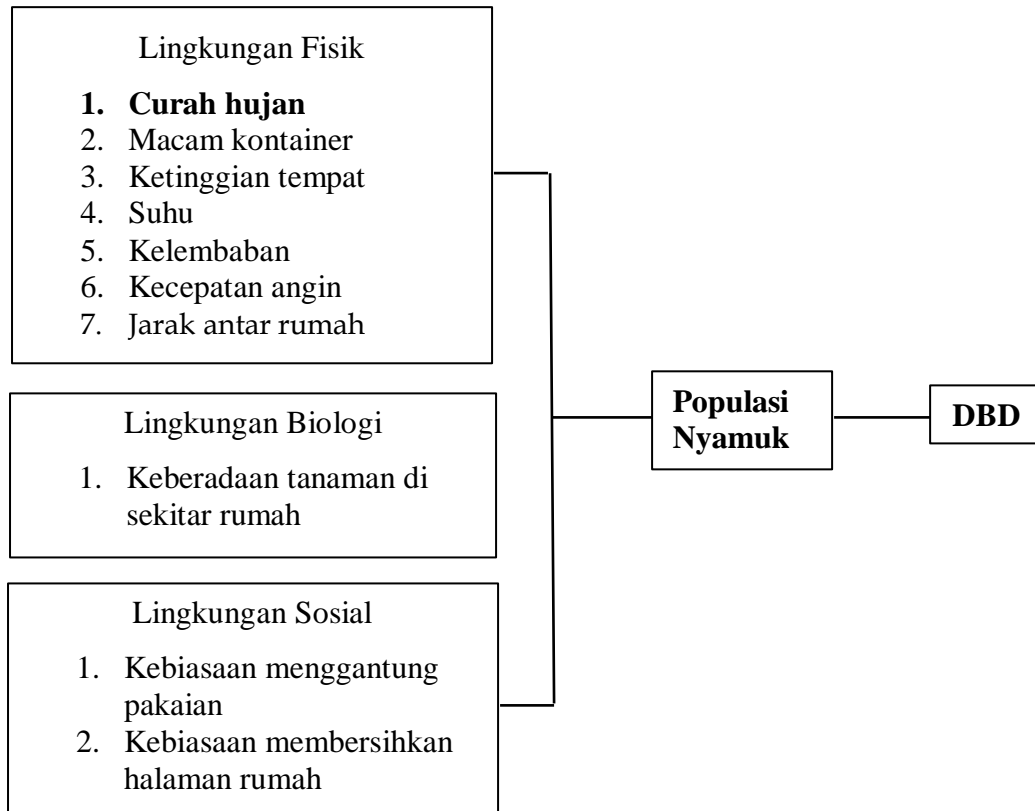 Lingkungan Fisik
1. Curah hujan
2. Macam kontainer
3. Ketinggian tempat
4. Suhu
5. Kelembaban
6. Kecepatan angin
7. Jarak antar rumah
Lingkungan Biologi
1. Keberadaan tanaman di
sekitar rumah
Lingkungan Sosial
1. Kebiasaan menggantung
pakaian
2. Kebiasaan membersihkan
halaman rumah
Populasi
Nyamuk
DBD